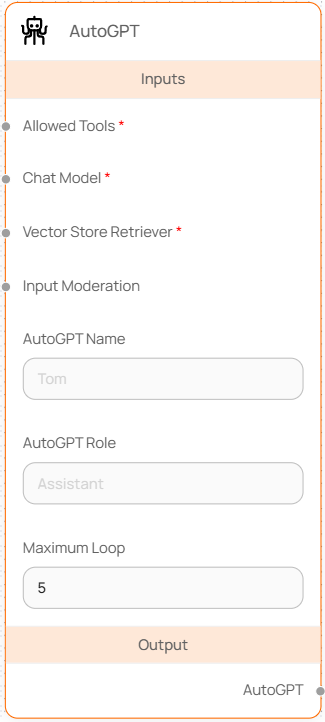 AutoGPT
Inputs
Allowed Tools *
Chat Model *
Vector Store Retriever *
Input Moderation
AutoGPT Name
Tom
AutoGPT Role
Assistant
Maximum Loop
5
Output
AutoGPT